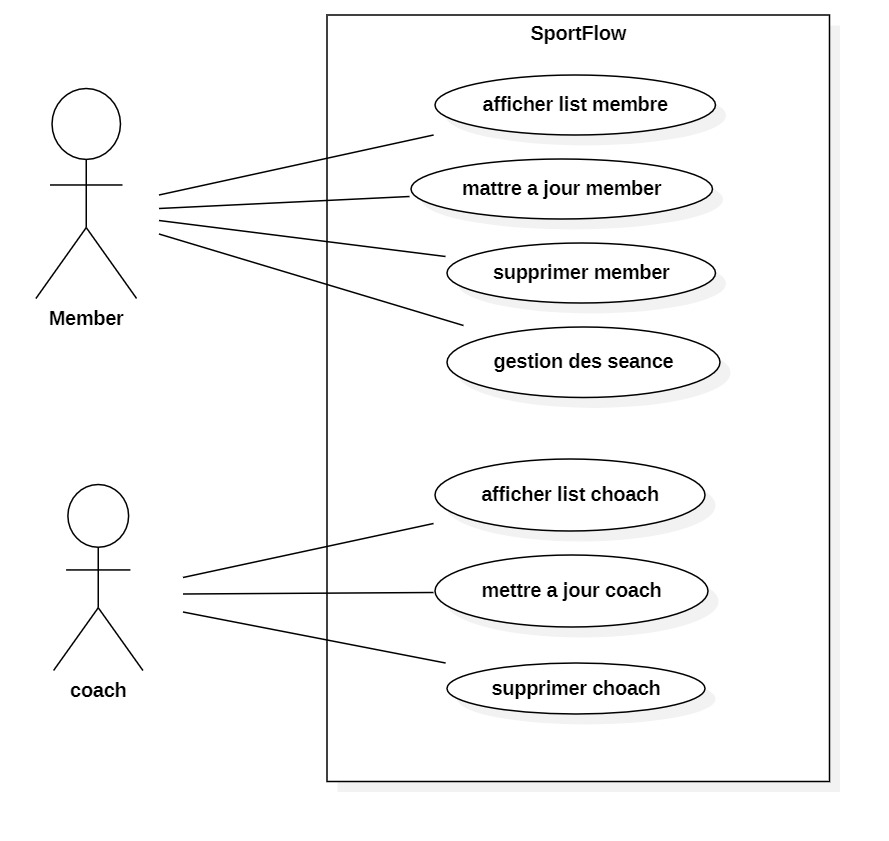 SportFlow
afficher list membre
mattre a jour member
supprimer member
gestion des seance
Member
afficher list choach
mettre a jour coach
supprimer choach
coach